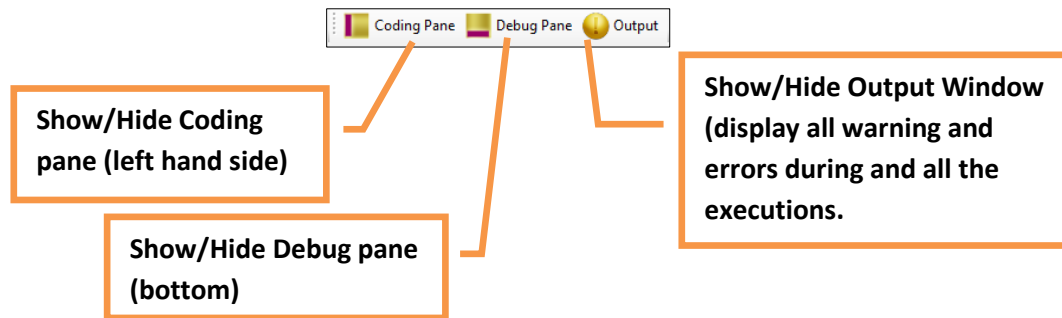 Coding Pane Debug Pane Output
Show/Hide Coding
pane (left hand side)
Show/Hide Debug pane
(bottom)
Show/Hide Output Window
(display all warning and
errors during and all the
executions.